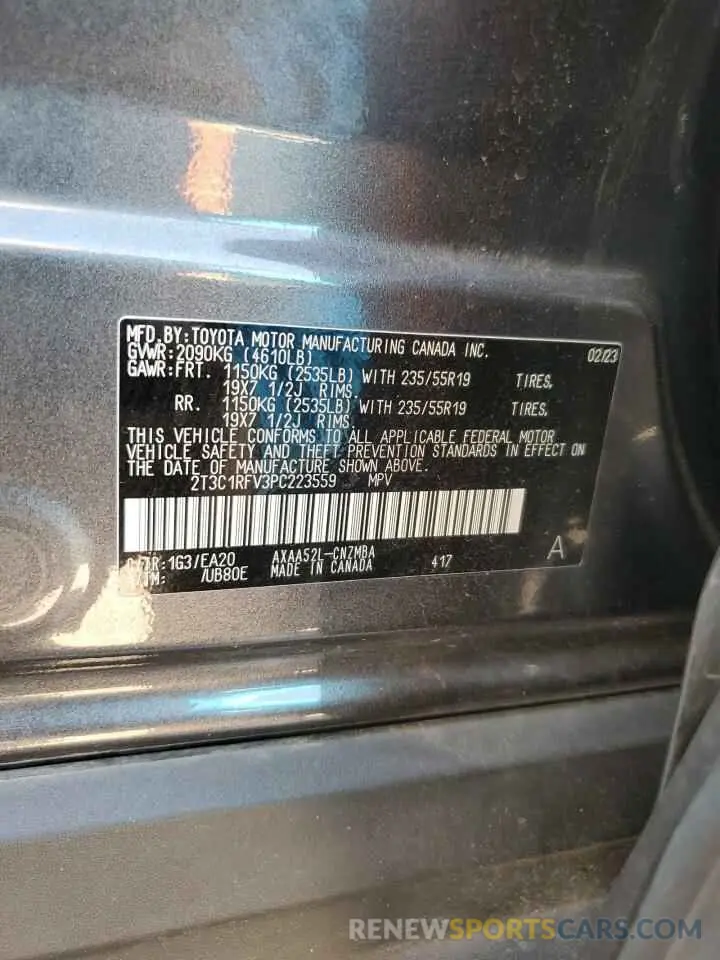 MFD.BY:TOYOTA MOTOR MANUFACTURING CANADA INC. 02/23
GVWR:2090KG (4610LB)
GAWR:FRT. 1150KG (2535LB) WITH 235/55R19 TIRES,
19X7 1/2J RIMS,
RR. 1150KG (2535LB) WITH 235/55R19 TIRES,
19X7 1/2J RIMS.
THIS VEHICLE CONFORMS TO ALL APPLICABLE FEDERAL MOTOR
VEHICLE SAFETY AND THEFT PREVENTION STANDARDS IN EFFECT ON
THE DATE OF MANUFACTURE SHOWN ABOVE.
2T3C1RFV3PC223559 MPV
C/TR:1G3/EA20 AXAA52L-CNZMBA 417 A
/TM: /UB80E MADE IN CANADA
RENEWSPORTSCARS.COM